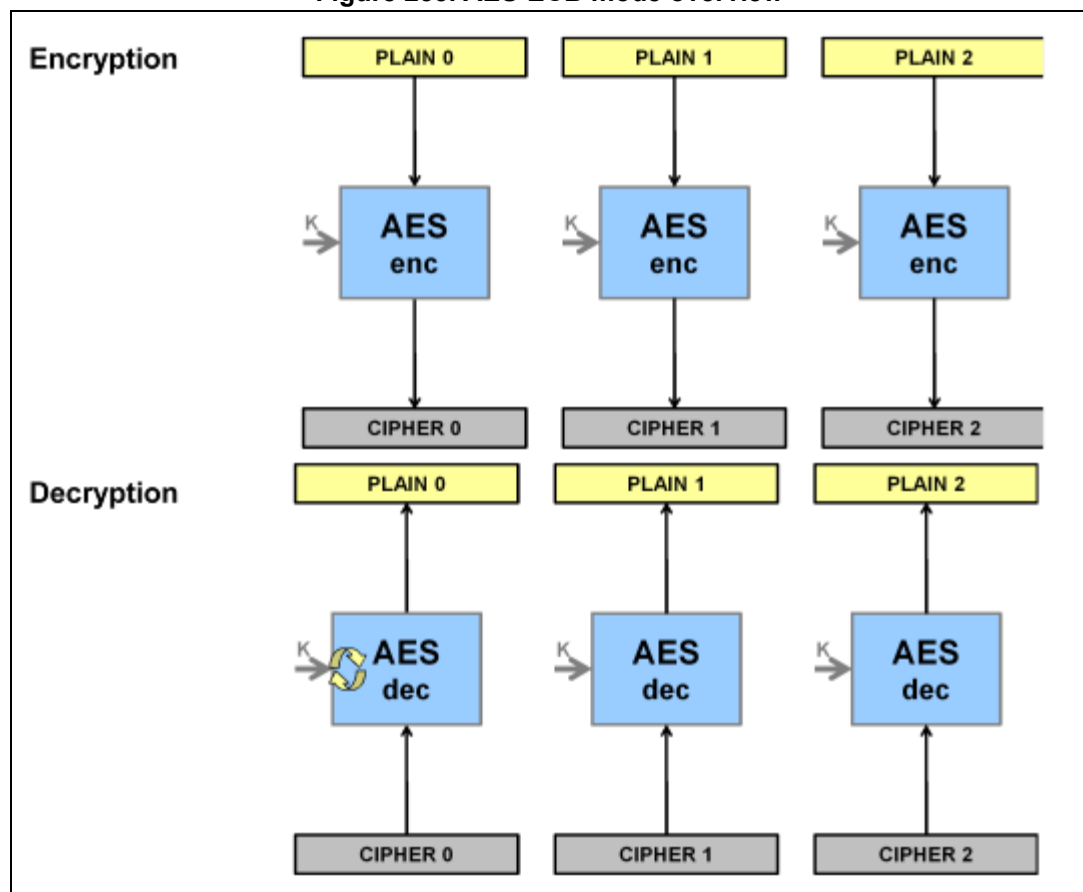 Encryption
PLAIN 0
PLAIN 1
PLAIN 2
K
AES
enc
K
AES
enc
K
AES
enc
CIPHER 0
CIPHER 1
CIPHER 2
Decryption
PLAIN 0
PLAIN 1
PLAIN 2
K
AES
dec
K
AES
dec
K
AES
dec
CIPHER 0
CIPHER 1
CIPHER 2